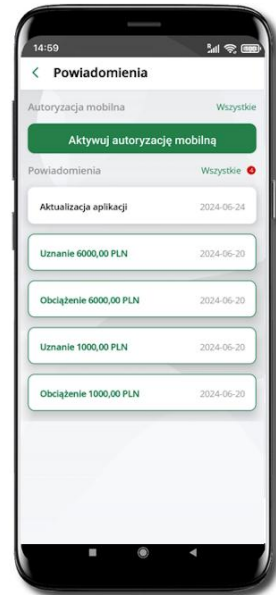 14:59
Powiadomienia
Autoryzacja mobilna Wszystkie
Aktywuj autoryzację mobilną
Powiadomienia Wszystkie 4
Aktualizacja aplikacji 2024-06-24
Uznanie 6000,00 PLN 2024-06-20
Obciążenie 6000,00 PLN 2024-06-20
Uznanie 1000,00 PLN 2024-06-20
Obciążenie 1000,00 PLN 2024-06-20